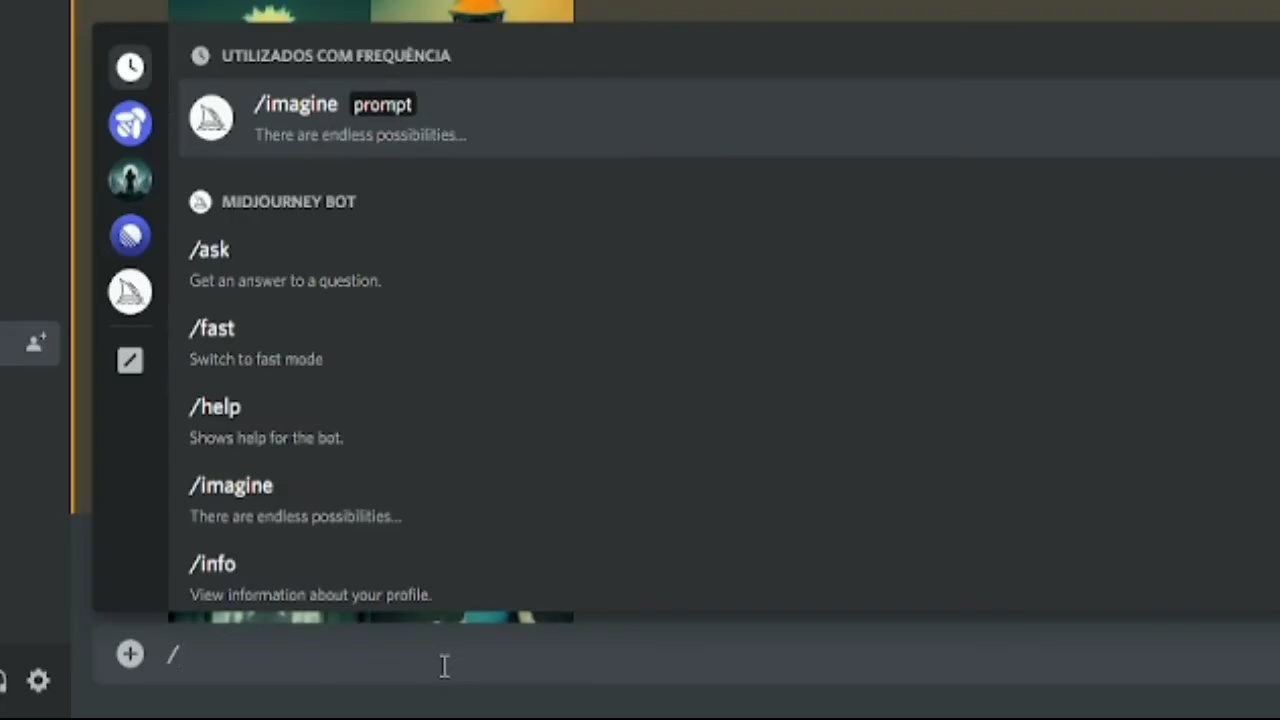 UTILIZADOS COM FREQUÊNCIA
/imagine prompt
There are endless possibilities...
MIDJOURNEY BOT
/ask
Get an answer to a question.
/fast
Switch to fast mode
/help
Shows help for the bot.
/imagine
There are endless possibilities...
/info
View information about your profile.
/